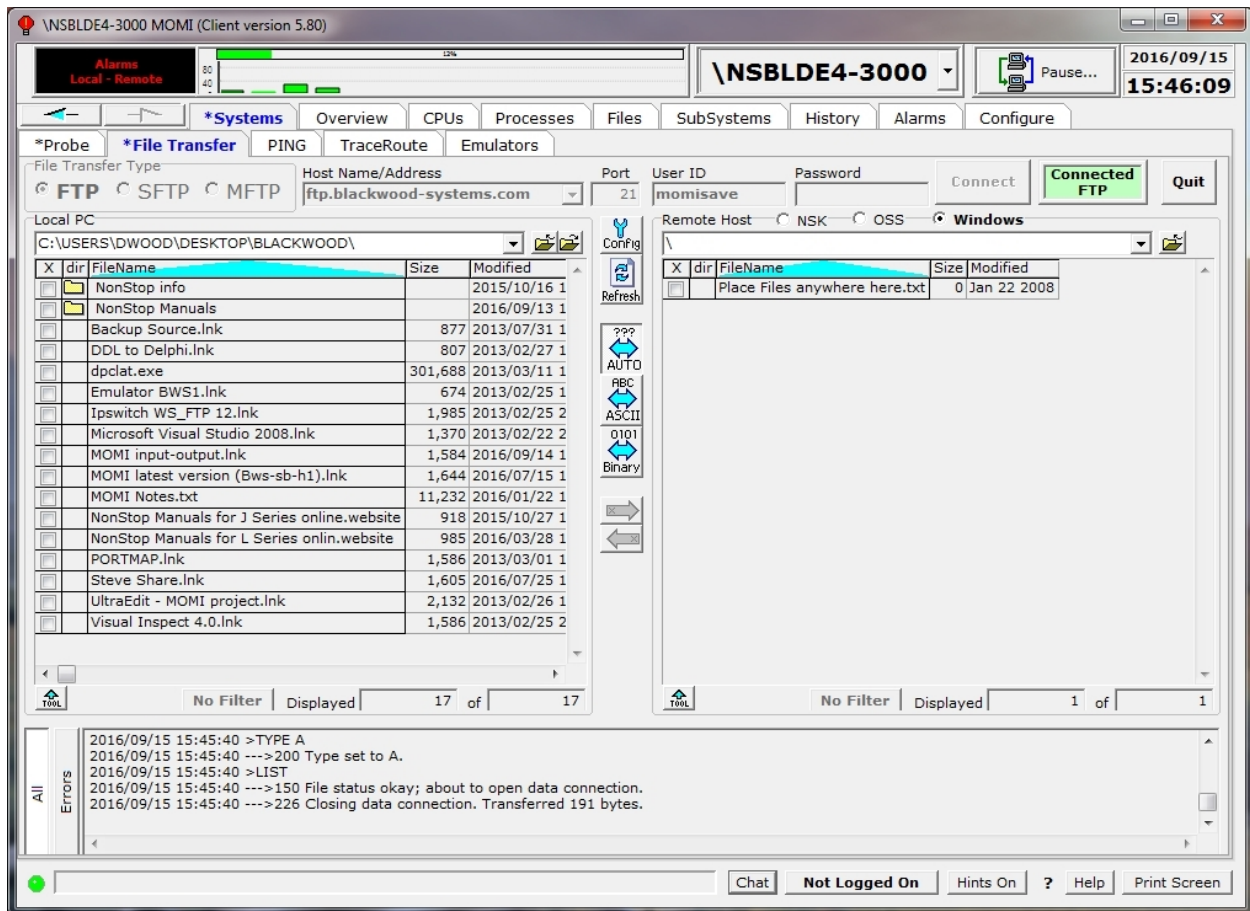 \NSBLDE4-3000 MOMI (Client version 5.80)
Alarms
Local - Remote
80
40
12%
\NSBLDE4-3000
Pause...
2016/09/15
15:46:09
*Systems Overview CPUs Processes Files SubSystems History Alarms Configure
*Probe *File Transfer PING TraceRoute Emulators
File Transfer Type
FTP SFTP MFTP
Host Name/Address
ftp.blackwood-systems.com
Port
21
User ID
momisave
Password
Connect
Connected
FTP
Quit
Local PC
C:\USERS\DWOOD\DESKTOP\BLACKWOOD\
X dir FileName Size Modified
NonStop info 2015/10/16 1
NonStop Manuals 2016/09/13 1
Backup Source.lnk 877 2013/07/31 1
DDL to Delphi.lnk 807 2013/02/27 1
dpclat.exe 301,688 2013/03/11 1
Emulator BWS1.lnk 674 2013/02/25 1
Ipswitch WS_FTP 12.lnk 1,985 2013/02/25 2
Microsoft Visual Studio 2008.lnk 1,370 2013/02/22 2
MOMI input-output.lnk 1,584 2016/09/14 1
MOMI latest version (Bws-sb-h1).lnk 1,644 2016/07/15 1
MOMI Notes.txt 11,232 2016/01/22 1
NonStop Manuals for J Series online.website 918 2015/10/27 1
NonStop Manuals for L Series onlin.website 985 2016/03/28 1
PORTMAP.lnk 1,586 2013/03/01 1
Steve Share.lnk 1,605 2016/07/25 1
UltraEdit - MOMI project.lnk 2,132 2013/02/26 1
Visual Inspect 4.0.lnk 1,586 2013/02/25 2
TOOL
No Filter Displayed 17 of 17
Config
Refresh
???
AUTO
ABC
ASCII
0101
Binary
Remote Host NSK OSS Windows
\
X dir FileName Size Modified
Place Files anywhere here.txt 0 Jan 22 2008
TOOL
No Filter Displayed 1 of 1
All
Errors
2016/09/15 15:45:40 >TYPE A
2016/09/15 15:45:40 --->200 Type set to A.
2016/09/15 15:45:40 >LIST
2016/09/15 15:45:40 --->150 File status okay; about to open data connection.
2016/09/15 15:45:40 --->226 Closing data connection. Transferred 191 bytes.
Chat Not Logged On Hints On ? Help Print Screen